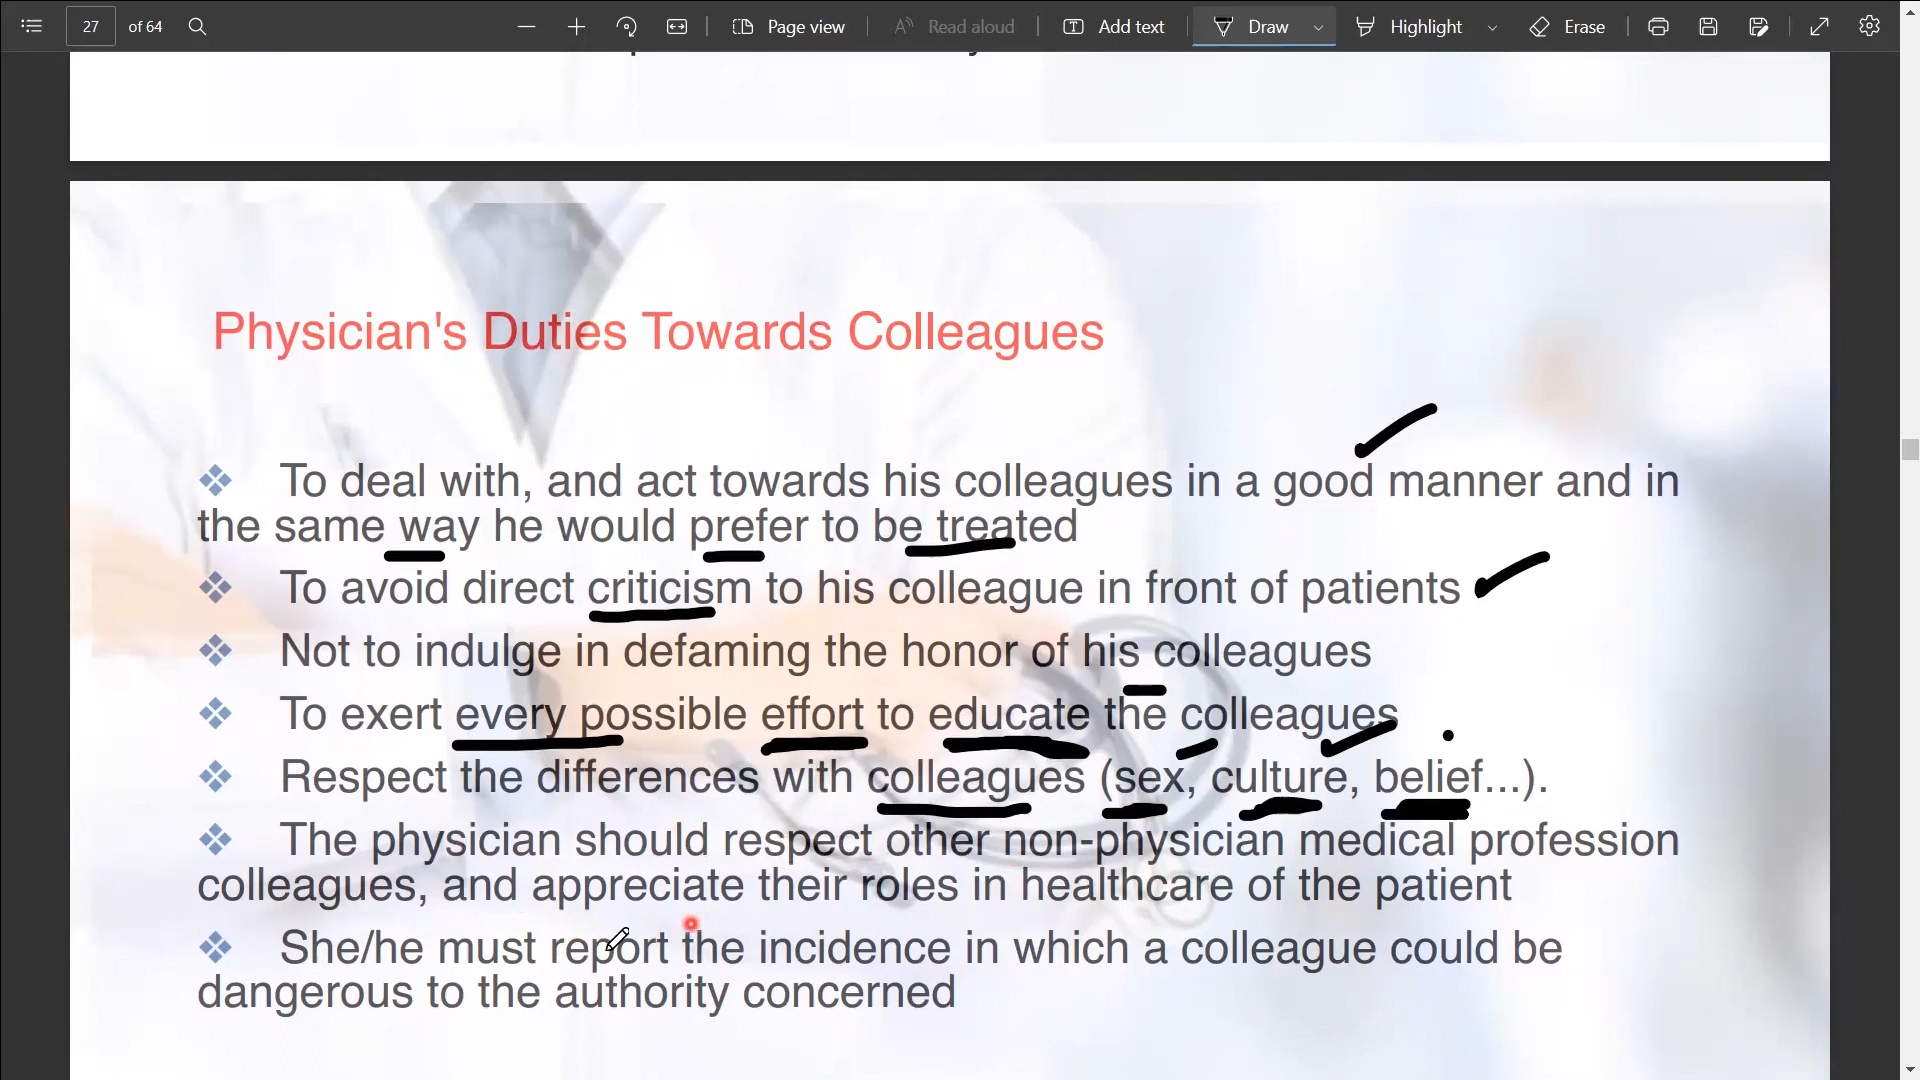 27 of 64 Page view Read aloud Add text Draw Highlight Erase
Physician's Duties Towards Colleagues
❖ To deal with, and act towards his colleagues in a good manner and in
the same way he would prefer to be treated
❖ To avoid direct criticism to his colleague in front of patients
❖ Not to indulge in defaming the honor of his colleagues
❖ To exert every possible effort to educate the colleagues
❖ Respect the differences with colleagues (sex, culture, belief...).
❖ The physician should respect other non-physician medical profession
colleagues, and appreciate their roles in healthcare of the patient
❖ She/he must report the incidence in which a colleague could be
dangerous to the authority concerned